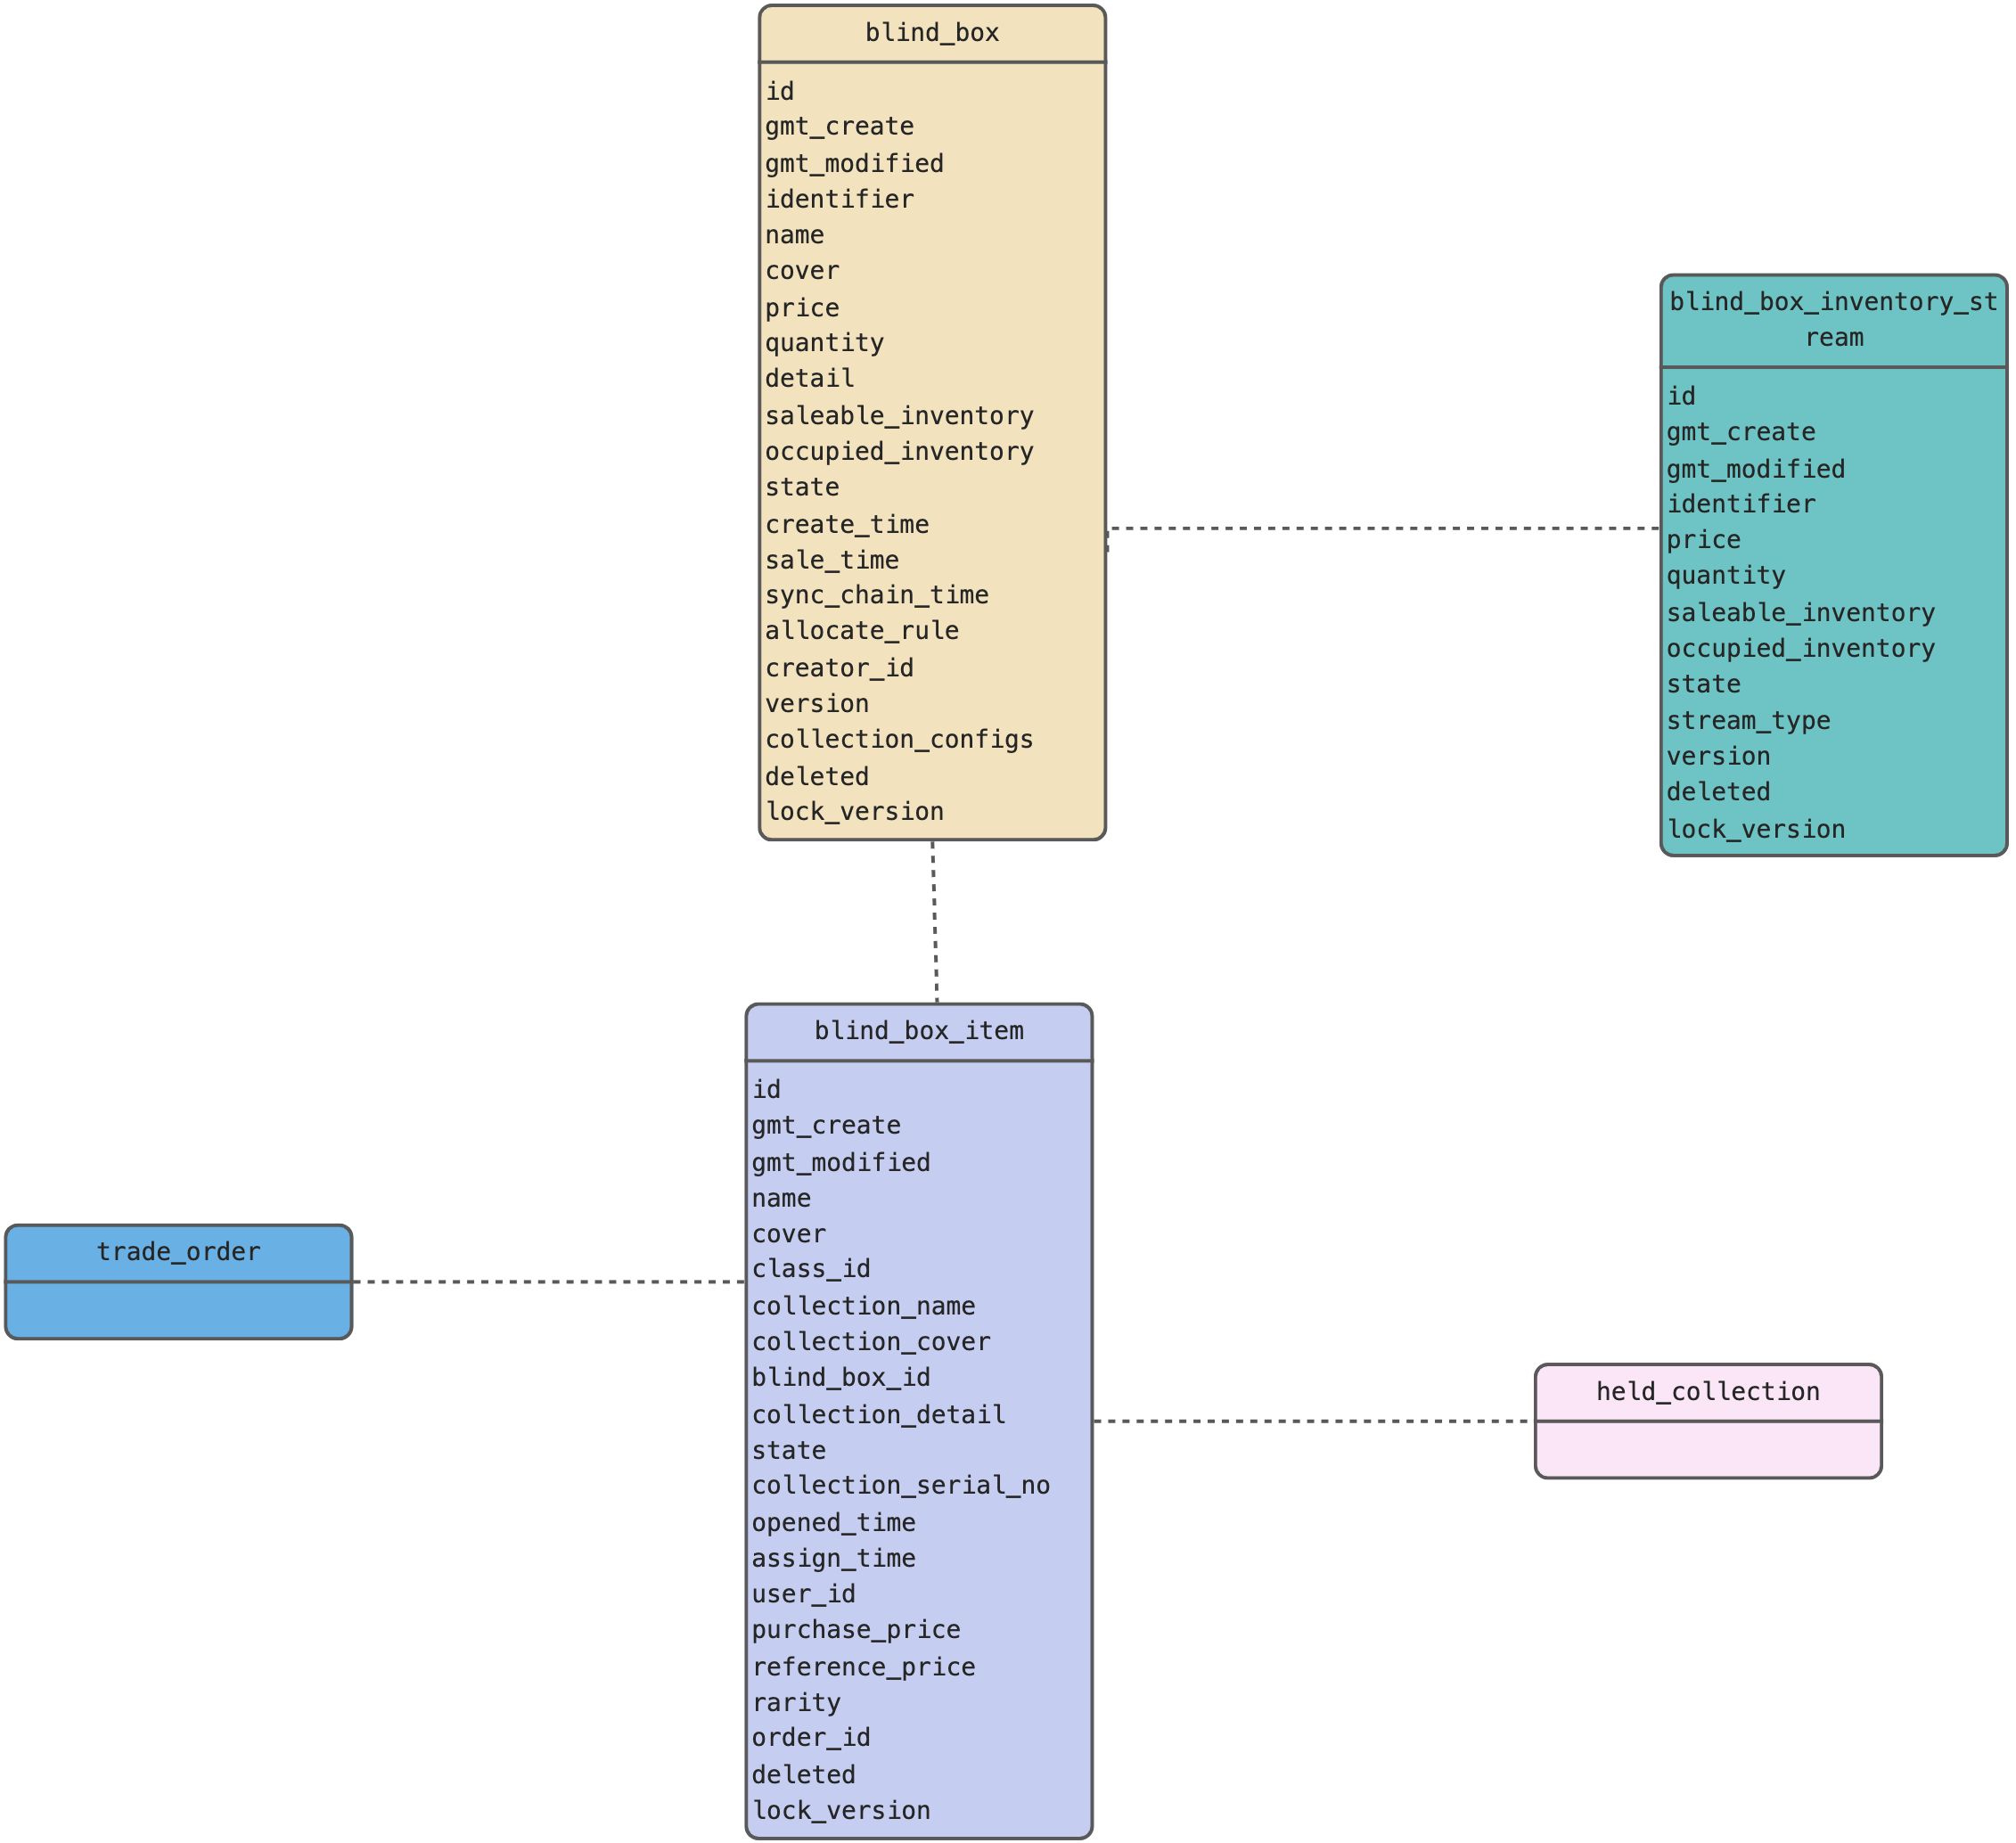 blind_box
id
gmt_create
gmt_modified
identifier
name
cover
price
quantity
detail
saleable_inventory
occupied_inventory
state
create_time
sale_time
sync_chain_time
allocate_rule
creator_id
version
collection_configs
deleted
lock_version
blind_box_inventory_st
ream
id
gmt_create
gmt_modified
identifier
price
quantity
saleable_inventory
occupied_inventory
state
stream_type
version
deleted
lock_version
blind_box_item
id
gmt_create
gmt_modified
name
cover
class_id
collection_name
collection_cover
blind_box_id
collection_detail
state
collection_serial_no
opened_time
assign_time
user_id
purchase_price
reference_price
rarity
order_id
deleted
lock_version
trade_order
held_collection